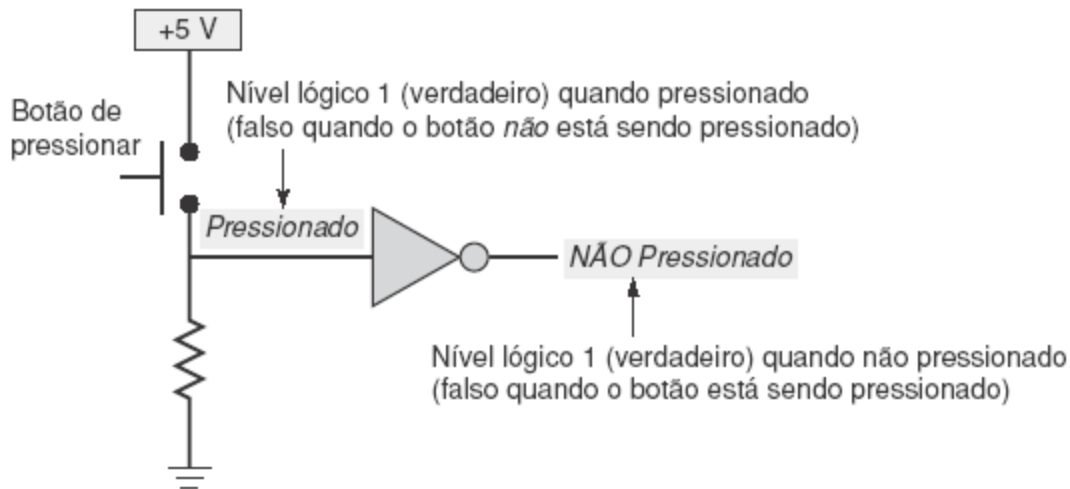 +5 V
Nível lógico 1 (verdadeiro) quando pressionado
(falso quando o botão não está sendo pressionado)
Botão de
pressionar
Pressionado
NÃO Pressionado
Nível lógico 1 (verdadeiro) quando não pressionado
(falso quando o botão está sendo pressionado)